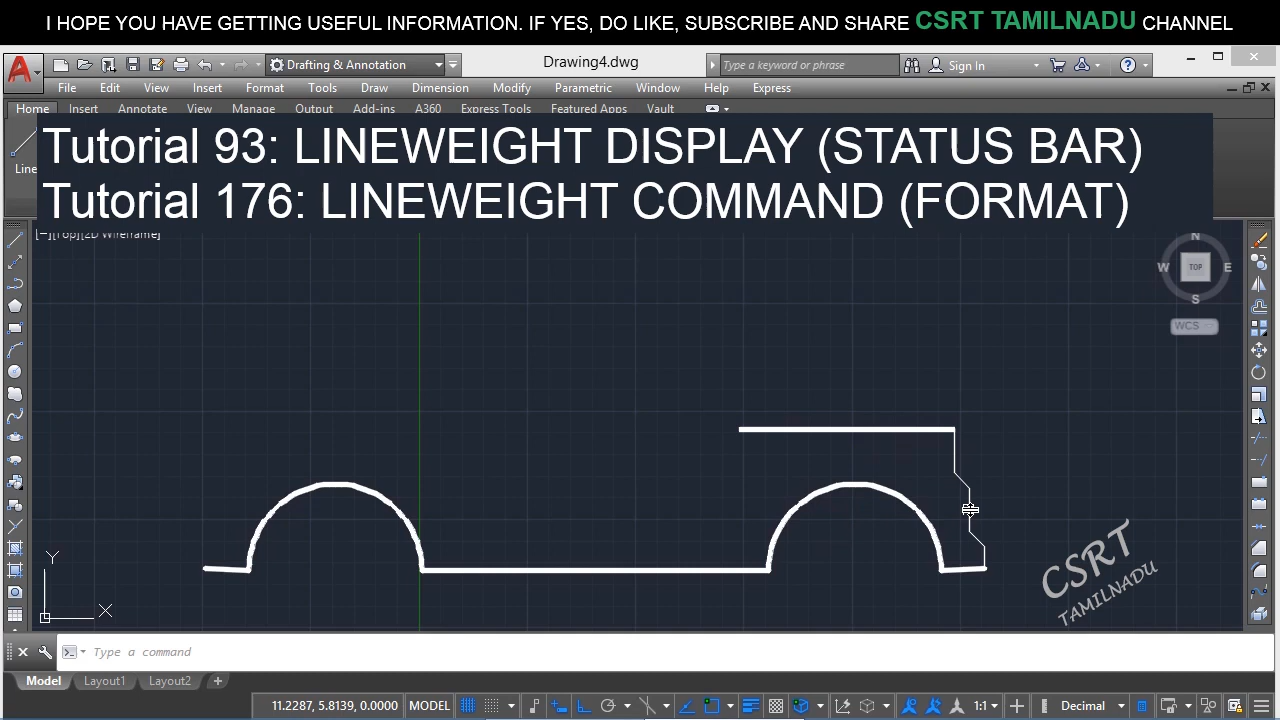 I HOPE YOU HAVE GETTING USEFUL INFORMATION. IF YES, DO LIKE, SUBSCRIBE AND SHARE CSRT TAMILNADU CHANNEL
Drafting & Annotation
Drawing4.dwg
Type a keyword or phrase
Sign In
File Edit View Insert Format Tools Draw Dimension Modify Parametric Window Help Express
Home Insert Annotate View Manage Output Add-ins A360 Express Tools Featured Apps Vault
Tutorial 93: LINEWEIGHT DISPLAY (STATUS BAR)
Line
Tutorial 176: LINEWEIGHT COMMAND (FORMAT)
[−][Top][2D Wireframe]
N
W TOP E
S
WCS
Y
X
CSRT
TAMILNADU
Type a command
Model Layout1 Layout2 +
11.2287, 5.8139, 0.0000 MODEL 1:1 Decimal